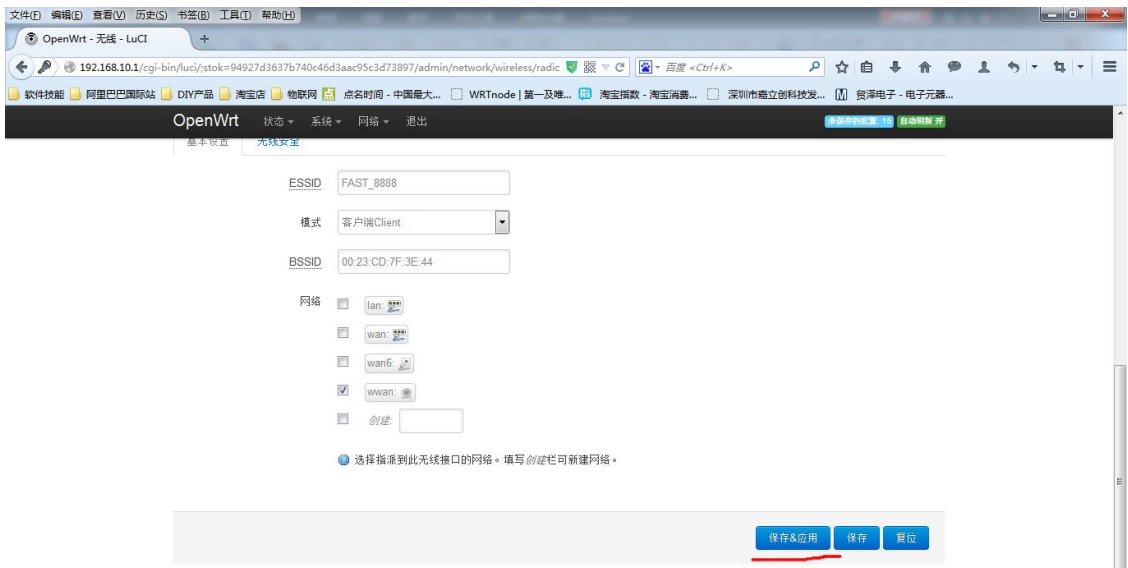 文件(F) 编辑(E) 查看(V) 历史(S) 书签(B) 工具(T) 帮助(H)
OpenWrt - 无线 - LuCI
192.168.10.1/cgi-bin/luci/;stok=94927d3637b740c46d3aac95c3d73897/admin/network/wireless/radic 百度 <Ctrl+K>
软件技能 阿里巴巴国际站 DIY产品 淘宝店 物联网 点名时间 - 中国最大... WRTnode | 第一及唯... 淘宝指数 - 淘宝消费... 深圳市嘉立创科技发... 贸泽电子 - 电子元器...
OpenWrt 状态 系统 网络 退出 未保存的配置: 15 自动刷新 开
基本设置 无线安全
ESSID FAST_8888
模式 客户端Client
BSSID 00:23:CD:7F:3E:44
网络 lan:
wan:
wan6:
wwan:
创建:
选择指派到此无线接口的网络。填写创建栏可新建网络。
保存&应用 保存 复位